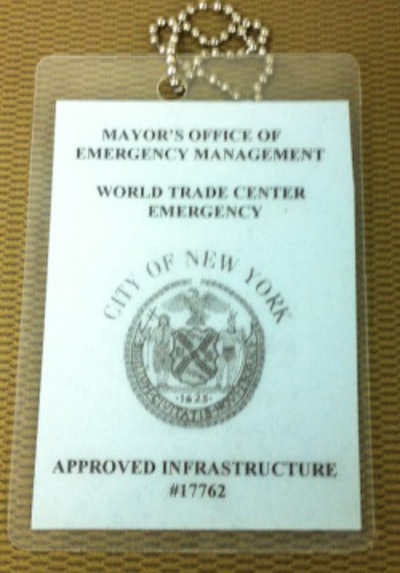 MAYOR'S OFFICE OF
EMERGENCY MANAGEMENT
WORLD TRADE CENTER
EMERGENCY
CITY OF NEW YORK
·1625·
APPROVED INFRASTRUCTURE
#17762